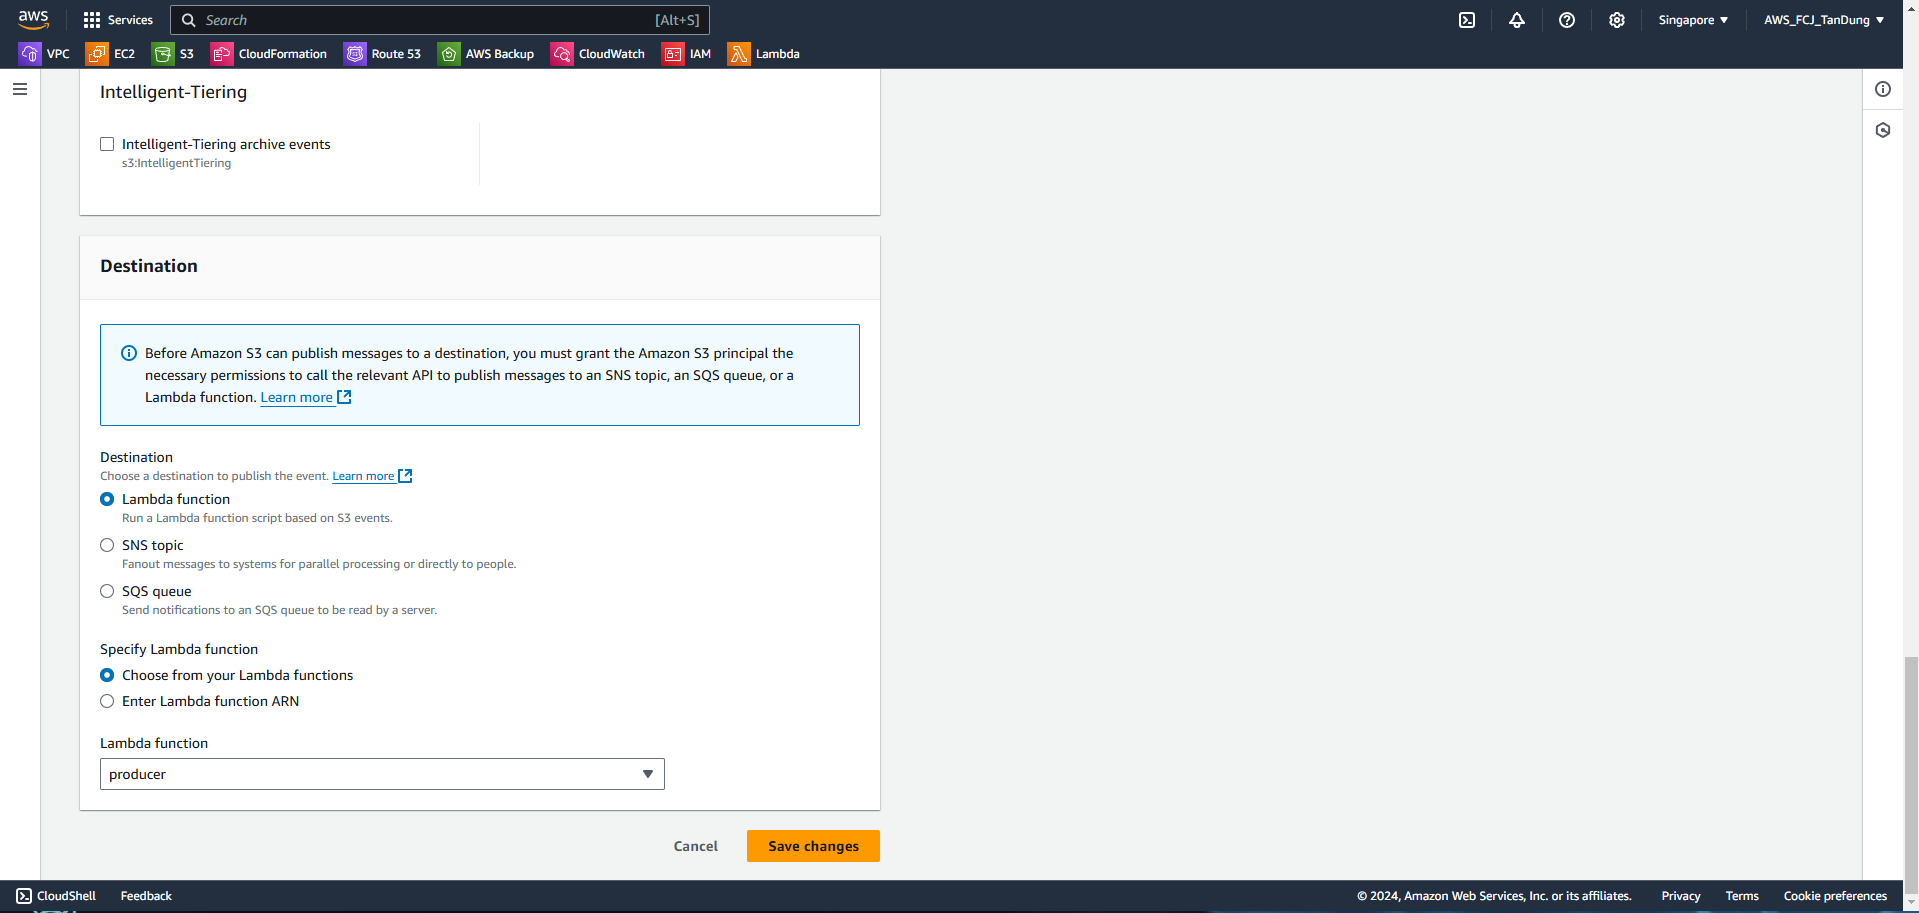 aws
Services
Search
[Alt+S]
Singapore
AWS_FCJ_TanDung
VPC
EC2
S3
CloudFormation
Route 53
AWS Backup
CloudWatch
IAM
Lambda
Intelligent-Tiering
Intelligent-Tiering archive events
s3:IntelligentTiering
Destination
Before Amazon S3 can publish messages to a destination, you must grant the Amazon S3 principal the
necessary permissions to call the relevant API to publish messages to an SNS topic, an SQS queue, or a
Lambda function. Learn more
Destination
Choose a destination to publish the event. Learn more
Lambda function
Run a Lambda function script based on S3 events.
SNS topic
Fanout messages to systems for parallel processing or directly to people.
SQS queue
Send notifications to an SQS queue to be read by a server.
Specify Lambda function
Choose from your Lambda functions
Enter Lambda function ARN
Lambda function
producer
Cancel
Save changes
CloudShell
Feedback
© 2024, Amazon Web Services, Inc. or its affiliates.
Privacy
Terms
Cookie preferences